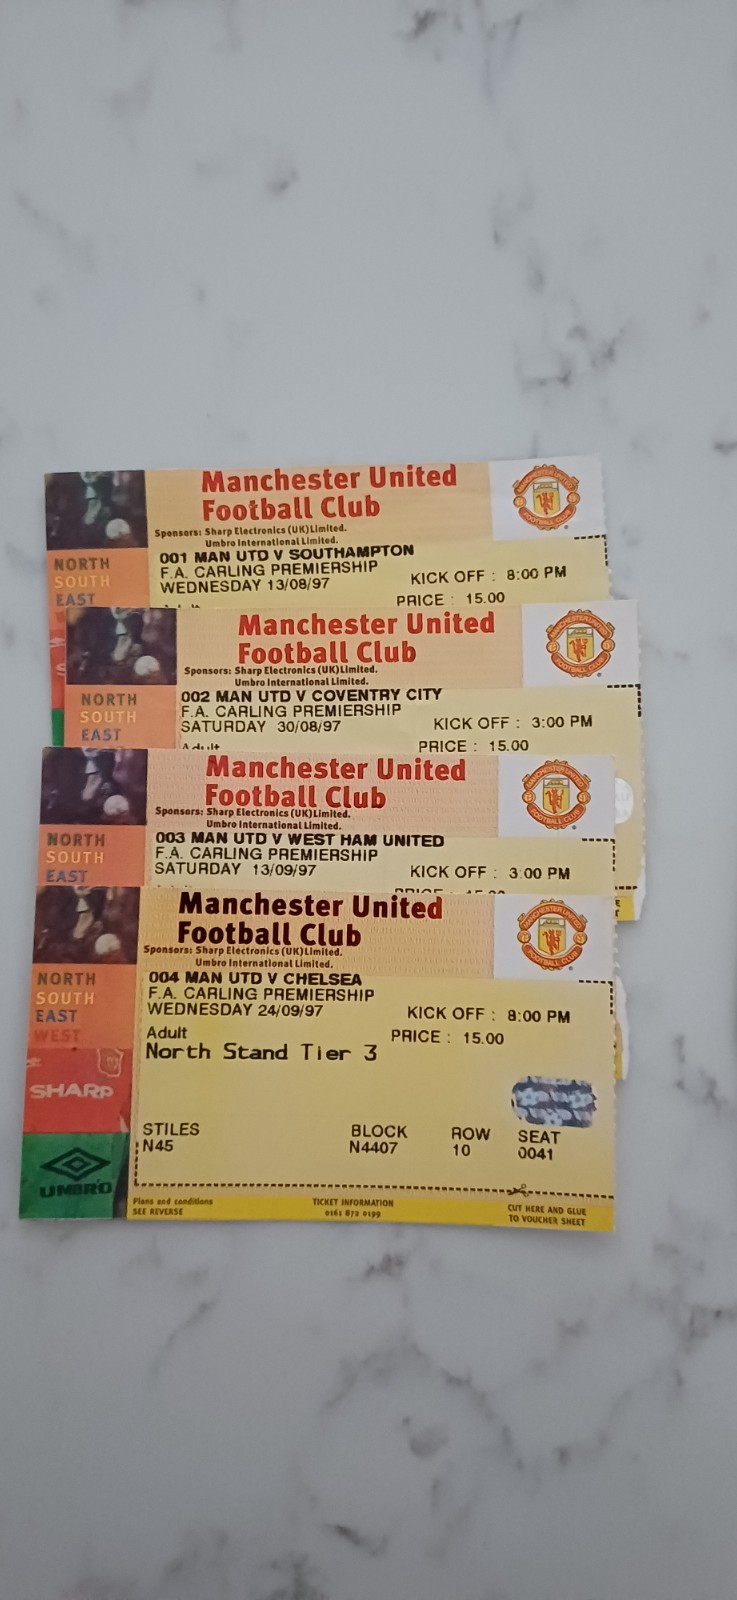 Manchester United
Football Club
Sponsors: Sharp Electronics (UK)Limited.
Umbro International Limited.
NORTH
SOUTH
EAST
001 MAN UTD V SOUTHAMPTON
F.A. CARLING PREMIERSHIP
WEDNESDAY 13/08/97
KICK OFF : 8:00 PM
PRICE : 15.00
Manchester United
Football Club
Sponsors: Sharp Electronics (UK)Limited.
Umbro International Limited.
NORTH
SOUTH
EAST
002 MAN UTD V COVENTRY CITY
F.A. CARLING PREMIERSHIP
SATURDAY 30/08/97
KICK OFF : 3:00 PM
Adult
PRICE : 15.00
Manchester United
Football Club
Sponsors: Sharp Electronics (UK)Limited.
Umbro International Limited.
NORTH
SOUTH
EAST
003 MAN UTD V WEST HAM UNITED
F.A. CARLING PREMIERSHIP
SATURDAY 13/09/97
KICK OFF : 3:00 PM
Manchester United
Football Club
Sponsors: Sharp Electronics (UK)Limited.
Umbro International Limited.
NORTH
SOUTH
EAST
WEST
SHARP
UMBRO
004 MAN UTD V CHELSEA
F.A. CARLING PREMIERSHIP
WEDNESDAY 24/09/97
KICK OFF : 8:00 PM
Adult
PRICE : 15.00
North Stand Tier 3
STILES BLOCK ROW SEAT
N45 N4407 10 0041
Plans and conditions
SEE REVERSE
TICKET INFORMATION
0161 872 0199
CUT HERE AND GLUE
TO VOUCHER SHEET